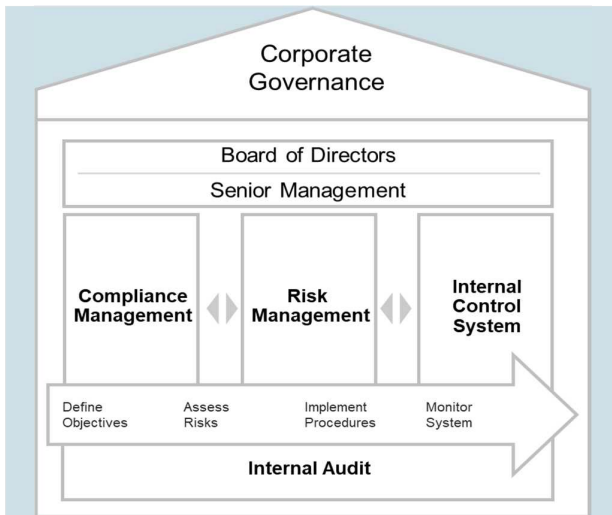 Corporate
Governance
Board of Directors
Senior Management
Compliance
Management
Risk
Management
Internal
Control
System
Define
Objectives
Assess
Risks
Implement
Procedures
Monitor
System
Internal Audit